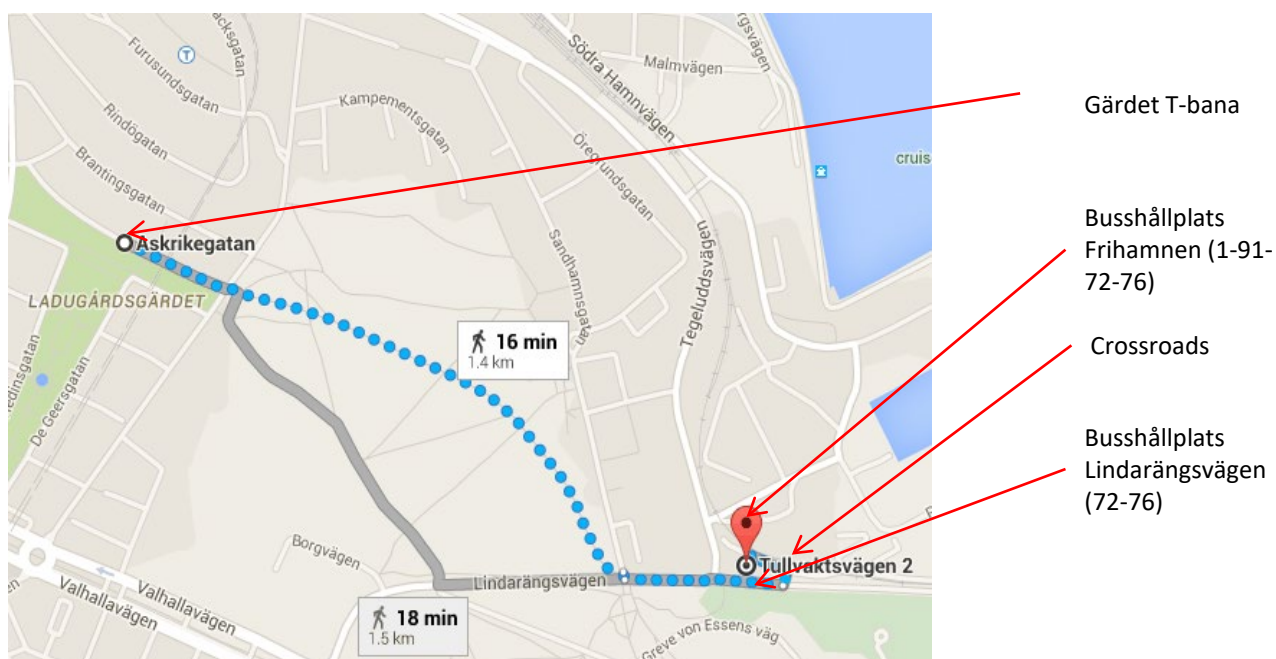 Furusundsgatan
T
Rindögatan
Brantingsgatan
Kampementsgatan
Södra Hamnvägen
Malmvägen
Öregrundsgatan
cruis
Askrikegatan
LADUGÅRDSGÄRDET
Sandhamnsgatan
Tegeluddsvägen
De Geersgatan
16 min
1.4 km
Borgvägen
Lindarängsvägen
Tullvaktsvägen 2
Valhallavägen
Valhallavägen
18 min
1.5 km
Greve von Essens väg
Gärdet T-bana
Busshållplats
Frihamnen (1-91-
72-76)
Crossroads
Busshållplats
Lindarängsvägen
(72-76)